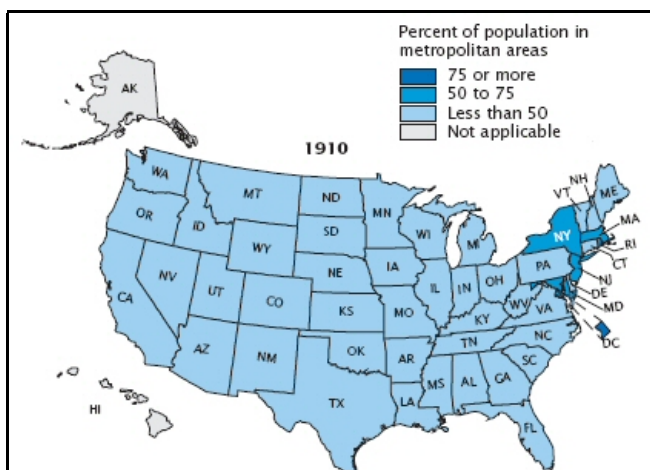 Percent of population in
metropolitan areas
75 or more
50 to 75
Less than 50
Not applicable
1910
AK
WA
MT
ND
MN
VT
NH
ME
OR
ID
SD
WI
MI
NY
MA
RI
CT
WY
IA
PA
NJ
NV
NE
IL
IN
OH
DE
CA
UT
CO
KS
MO
WV
VA
MD
KY
DC
AZ
NM
OK
AR
TN
NC
SC
MS
AL
GA
TX
LA
HI
FL